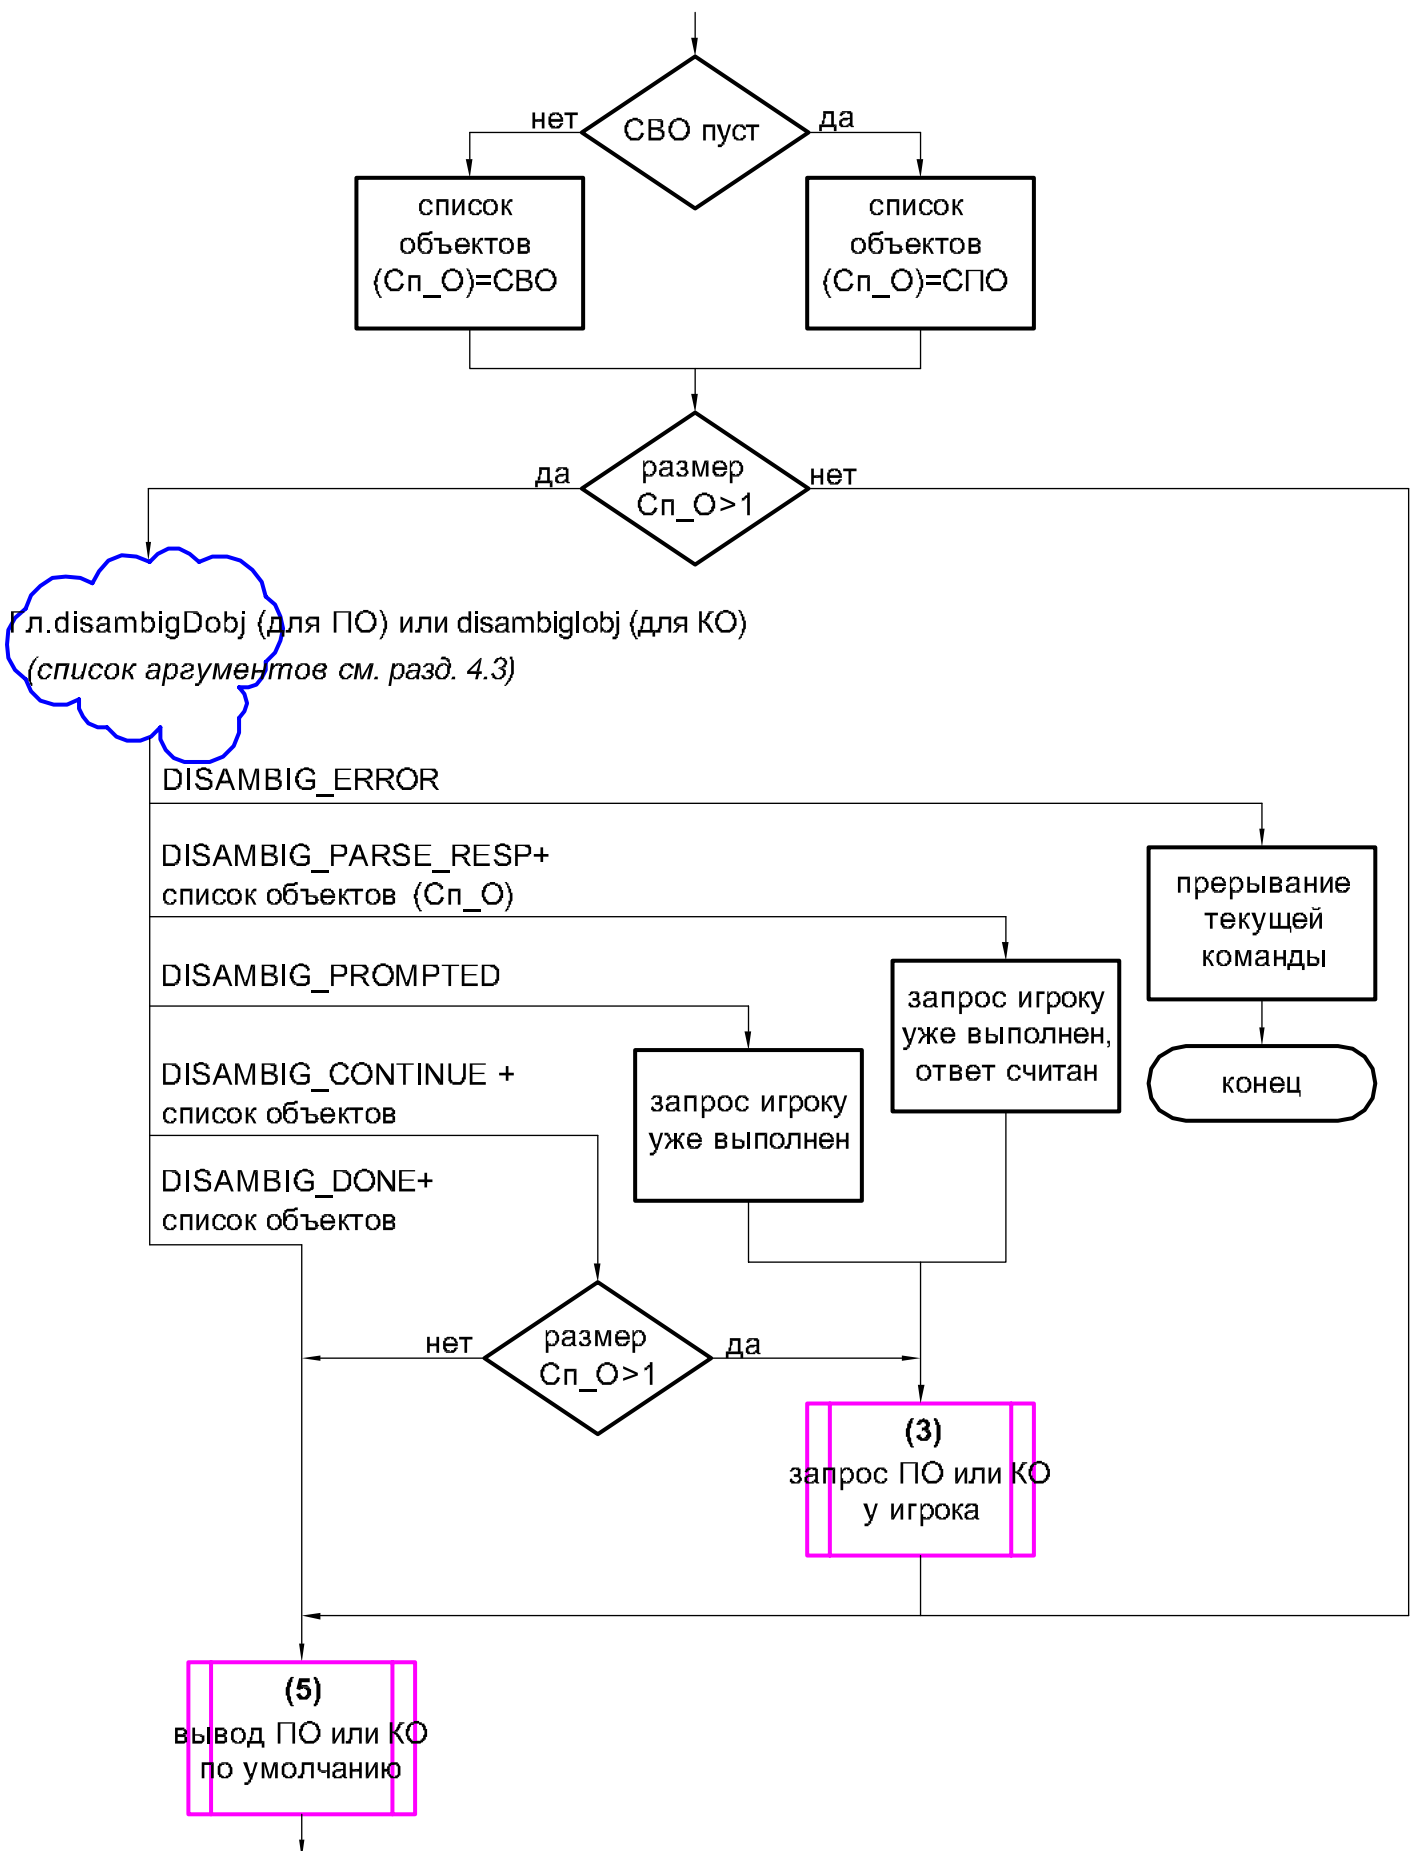 СВО пуст
нет
да
список
объектов
(Сп_О)=СВО
список
объектов
(Сп_О)=СПО
размер
Сп_О>1
да
нет
Гл.disambigDobj (для ПО) или disambigIobj (для КО)
(список аргументов см. разд. 4.3)
DISAMBIG_ERROR
DISAMBIG_PARSE_RESP+
список объектов (Сп_О)
прерывание
текущей
команды
DISAMBIG_PROMPTED
запрос игроку
уже выполнен,
ответ считан
DISAMBIG_CONTINUE +
список объектов
конец
запрос игроку
уже выполнен
DISAMBIG_DONE+
список объектов
нет
размер
Сп_О>1
да
(3)
запрос ПО или КО
у игрока
(5)
вывод ПО или КО
по умолчанию